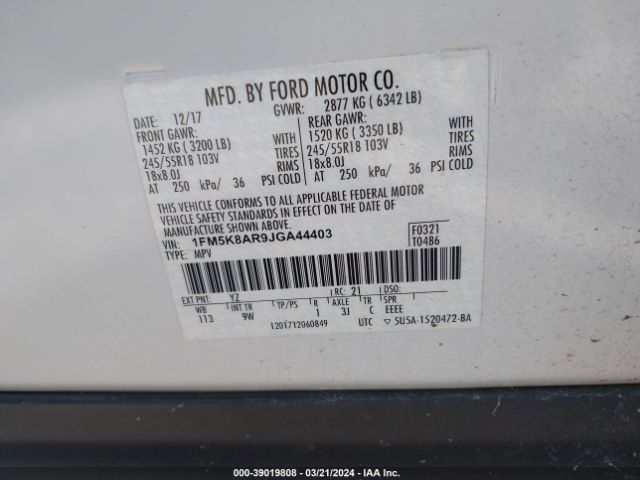 MFD. BY FORD MOTOR CO.
DATE: 12/17 GVWR: 2877 KG ( 6342 LB)
FRONT GAWR: REAR GAWR:
1452 KG ( 3200 LB) WITH 1520 KG ( 3350 LB) WITH
245/55R18 103V TIRES 245/55R18 103V TIRES
18x8.0J RIMS 18x8.0J RIMS
AT 250 kPa/ 36 PSI COLD AT 250 kPa/ 36 PSI COLD
THIS VEHICLE CONFORMS TO ALL APPLICABLE FEDERAL MOTOR
VEHICLE SAFETY STANDARDS IN EFFECT ON THE DATE OF
MANUFACTURE SHOWN ABOVE.
VIN: 1FM5K8AR9JGA44403 F0321
TYPE: MPV T0486
EXT PNT: YZ RC: 21 DSO:
WB INT TR TP/PS R AXLE TR SPR
113 9W 1 3J C EEEE
1201712060849 UTC ▽ 5U5A-1520472-BA
000-39019808 - 03/21/2024 - IAA Inc.